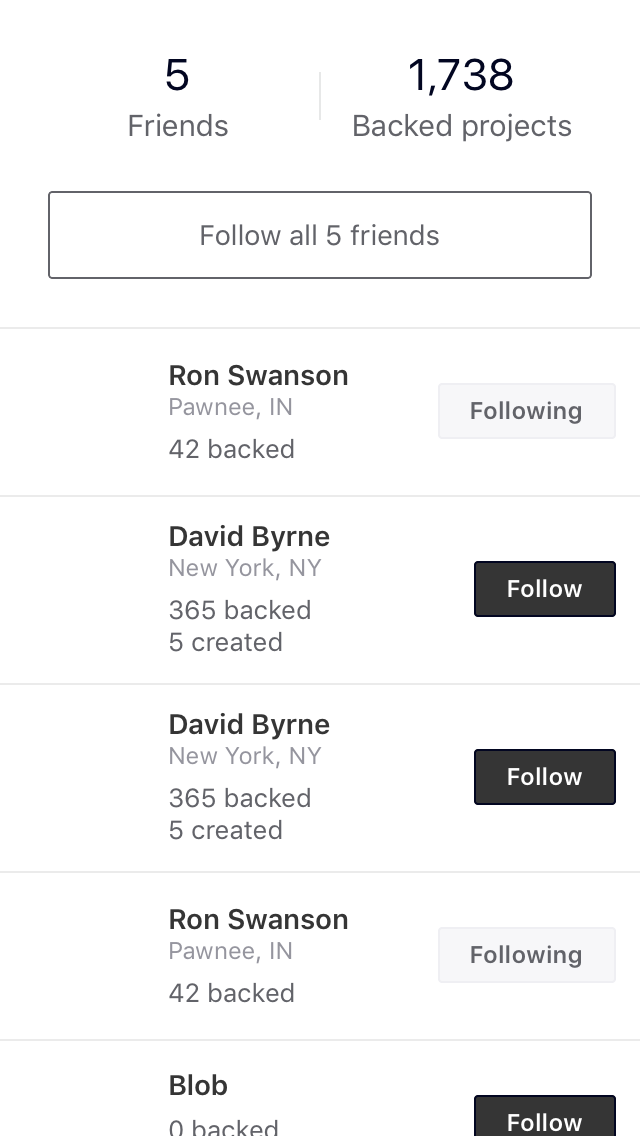 5
Friends
1,738
Backed projects
Follow all 5 friends
Ron Swanson
Pawnee, IN
42 backed
Following
David Byrne
New York, NY
365 backed
5 created
Follow
David Byrne
New York, NY
365 backed
5 created
Follow
Ron Swanson
Pawnee, IN
42 backed
Following
Blob
0 backed
Follow